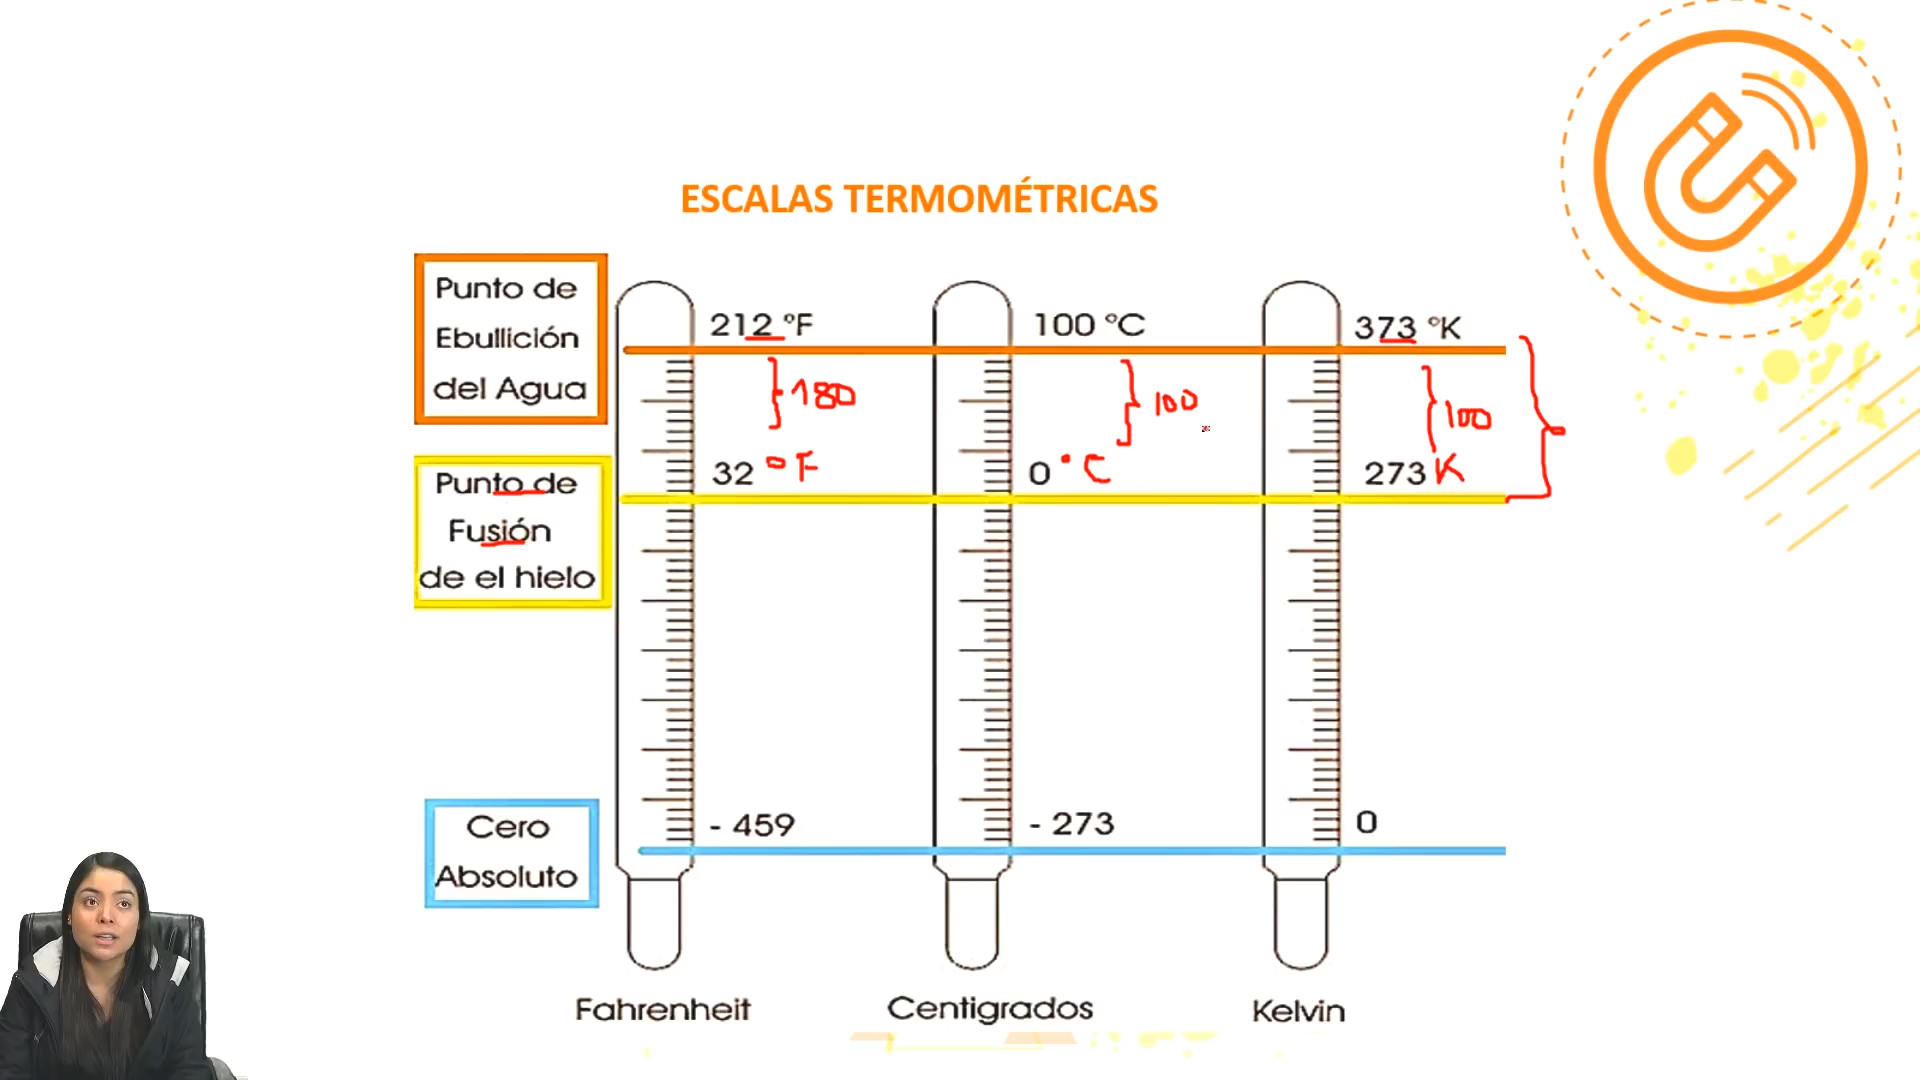 ESCALAS TERMOMÉTRICAS
Punto de
Ebullición
del Agua
212 °F
100 °C
373 °K
180
100
100
Punto de
Fusión
de el hielo
32 °F
0 °C
273 K
Cero
Absoluto
- 459
- 273
0
Fahrenheit
Centigrados
Kelvin